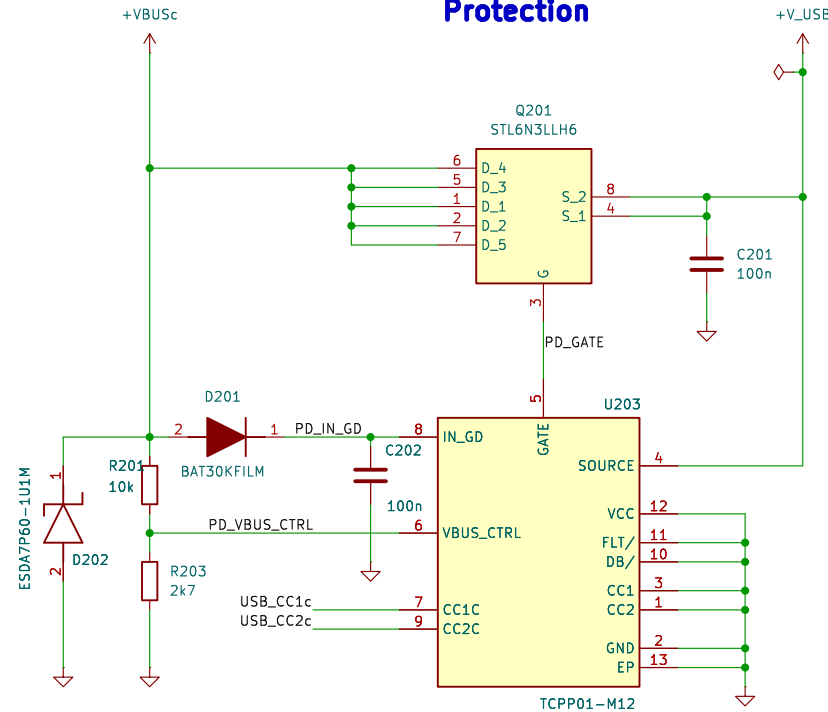 Protection
+VBUSc
+V_USB
Q201
STL6N3LLH6
6 D_4
5 D_3
1 D_1
2 D_2
7 D_5
S_2 8
S_1 4
G
3
C201
100n
PD_GATE
5
D201
2 1
BAT30KFILM
PD_IN_GD
U203
8 IN_GD
GATE
C202
100n
SOURCE 4
R201
10k
ESDA7P60-1U1M
1
2
D202
PD_VBUS_CTRL
6 VBUS_CTRL
VCC 12
FLT/ 11
DB/ 10
R203
2k7
CC1 3
CC2 1
USB_CC1c 7 CC1C
USB_CC2c 9 CC2C
GND 2
EP 13
TCPP01-M12